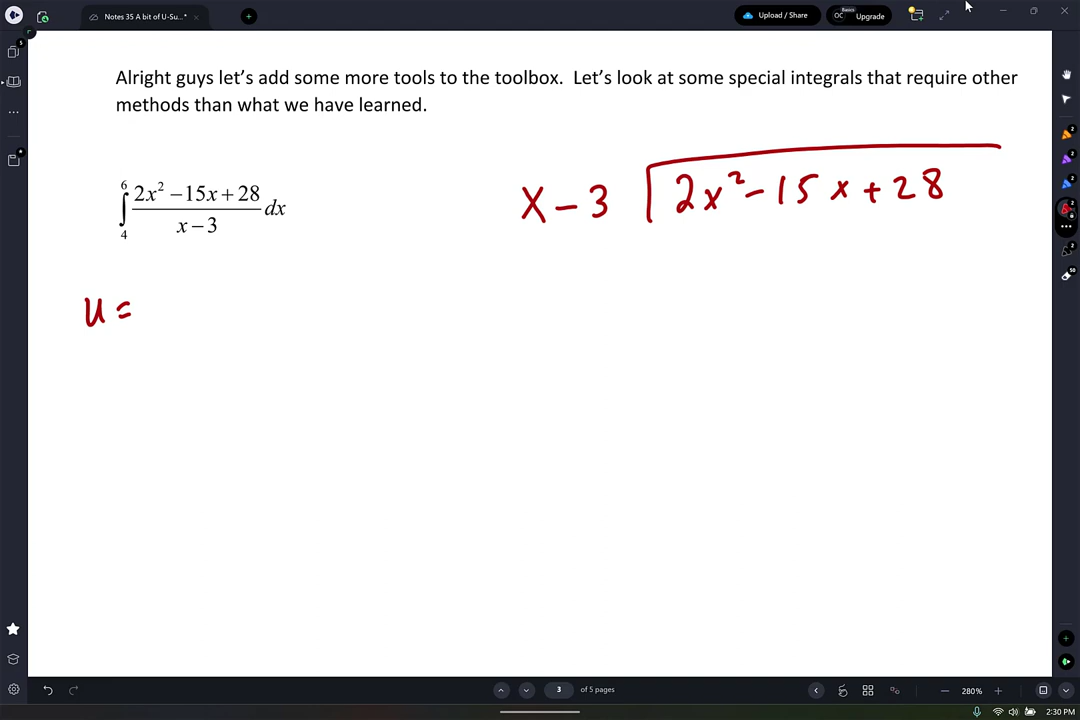 Notes 35 A bit of U-Su...*
Upload / Share
OC
Basics
Upgrade
Alright guys let's add some more tools to the toolbox. Let's look at some special integrals that require other
methods than what we have learned.
∫₄⁶ (2x² − 15x + 28)/(x − 3) dx
x − 3 ⟌ 2x² − 15x + 28
u =
3 of 5 pages
280%
2:30 PM